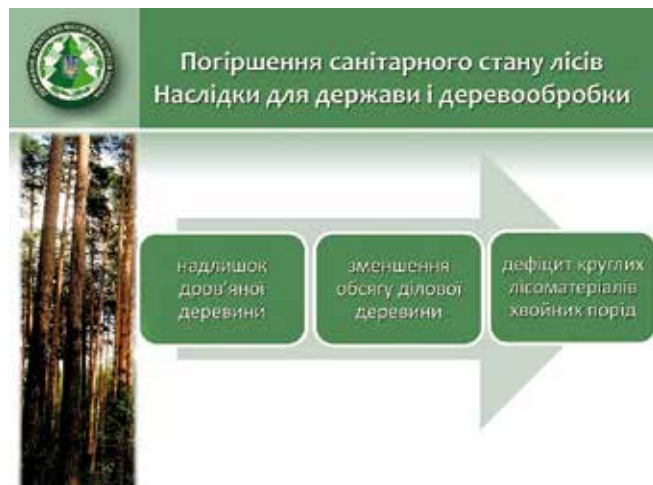 Погіршення санітарного стану лісів
Наслідки для держави і деревообробки
надлишок
дров'яної
деревини
зменшення
обсягу ділової
деревини
дефіцит круглих
лісоматеріалів
хвойних порід